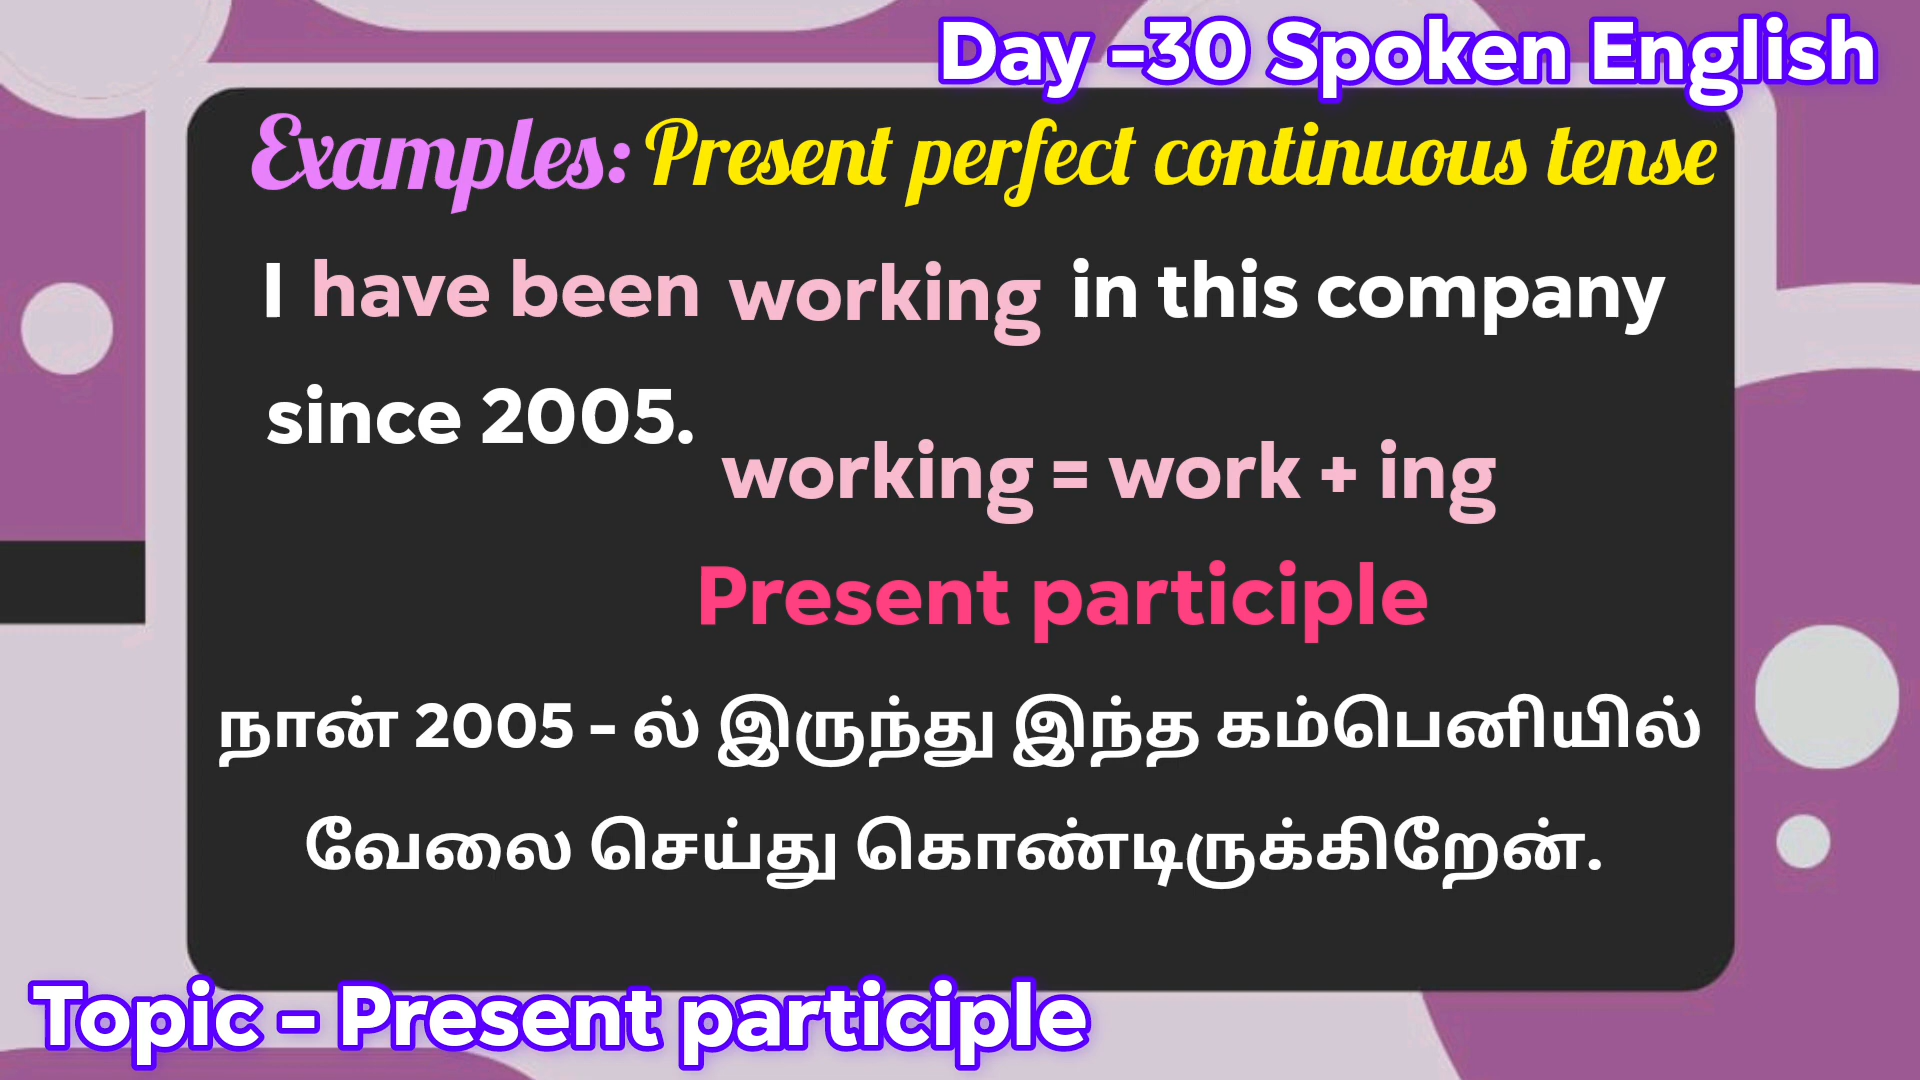 Day -30 Spoken English
Examples: Present perfect continuous tense
I have been working in this company
since 2005.
working = work + ing
Present participle
நான் 2005 - ல் இருந்து இந்த கம்பெனியில்
வேலை செய்து கொண்டிருக்கிறேன்.
Topic - Present participle